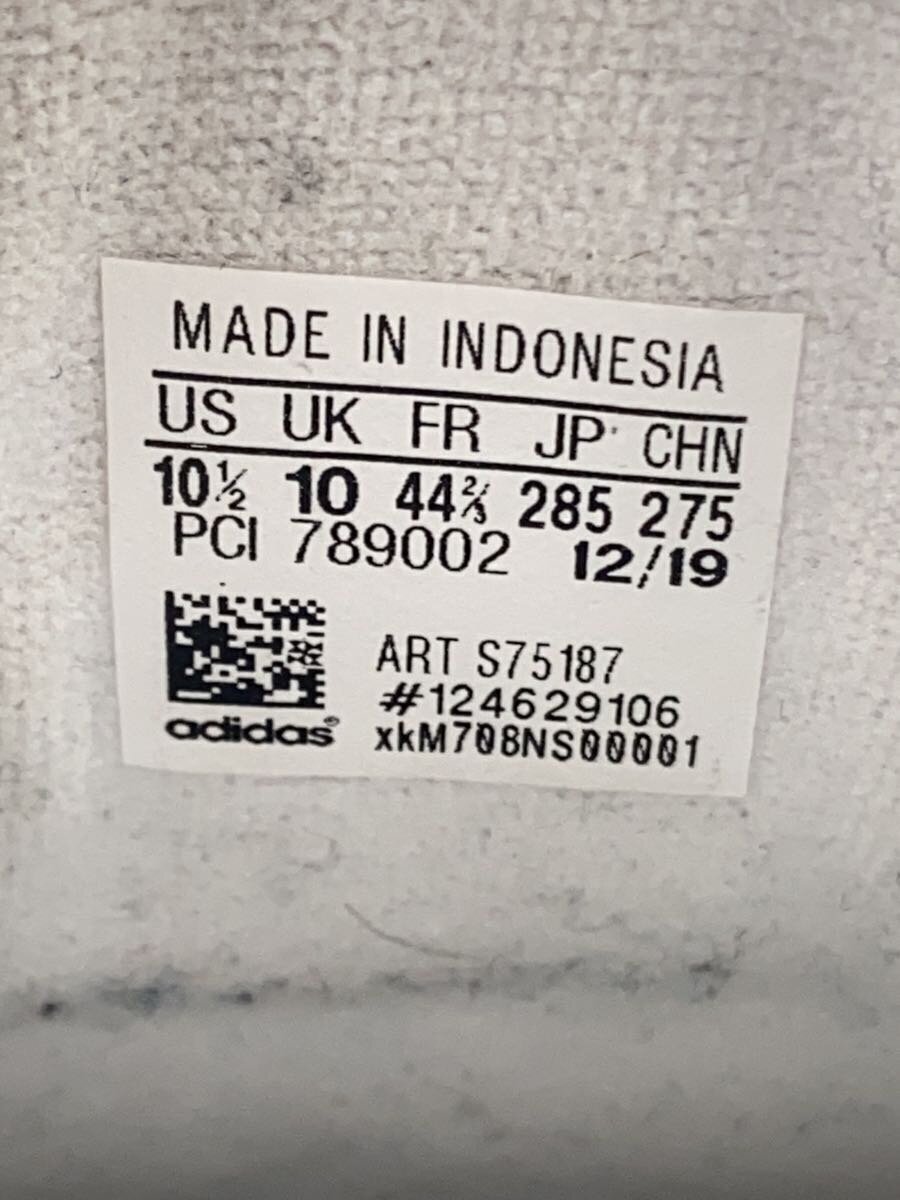 MADE IN INDONESIA
US UK FR JP CHN
10½ 10 44⅔ 285 275
PCI 789002 12/19
ART S75187
#124629106
adidas® xkM708NS00001